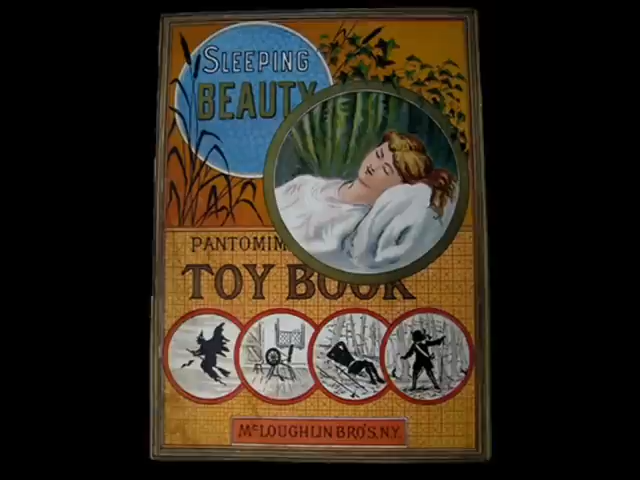 SLEEPING
BEAUTY
PANTOMIM
TOY BOOK
McLOUGHLIN BRO'S, N.Y.